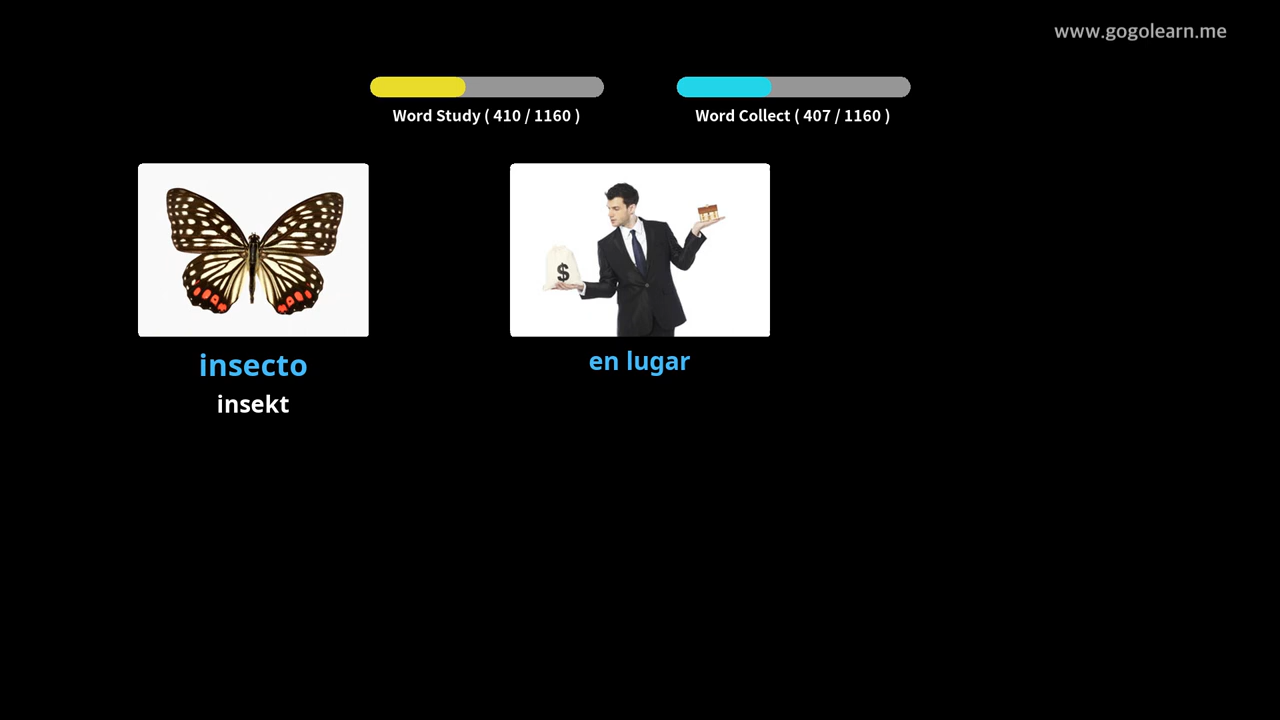 www.gogolearn.me
Word Study ( 410 / 1160 )
Word Collect ( 407 / 1160 )
$
insecto
insekt
en lugar